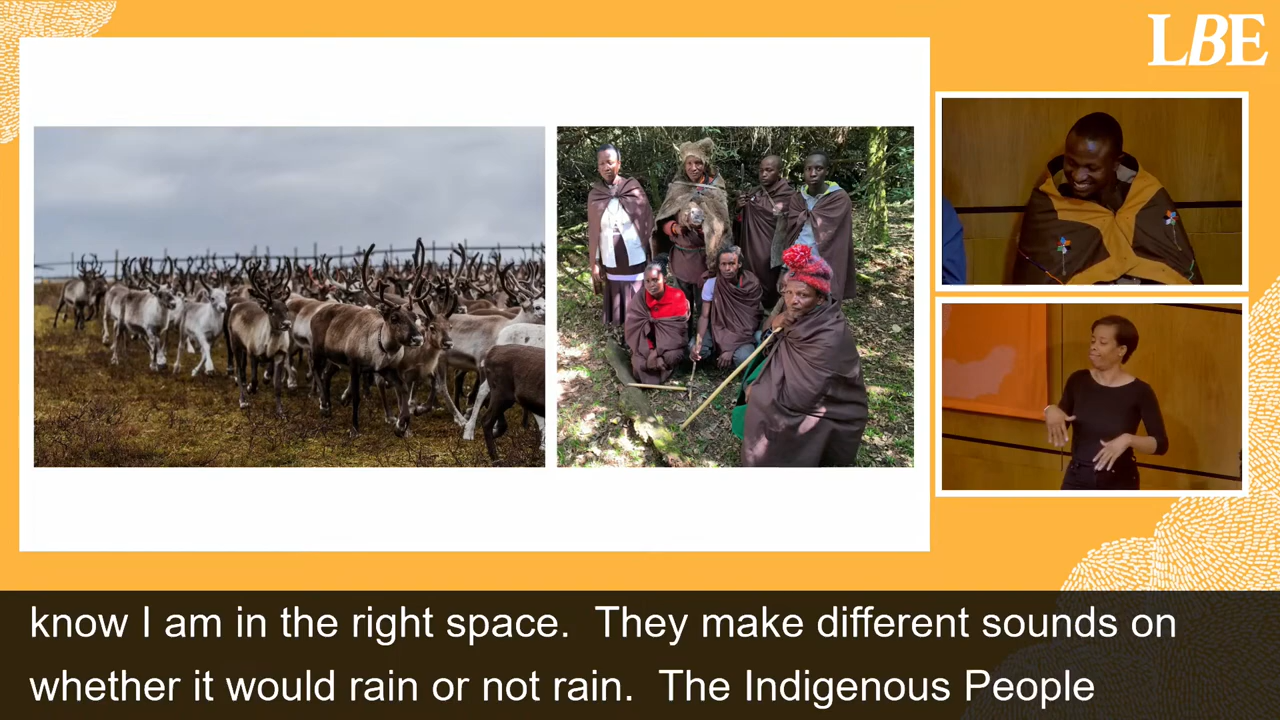 LBE
know I am in the right space.  They make different sounds on
whether it would rain or not rain.  The Indigenous People